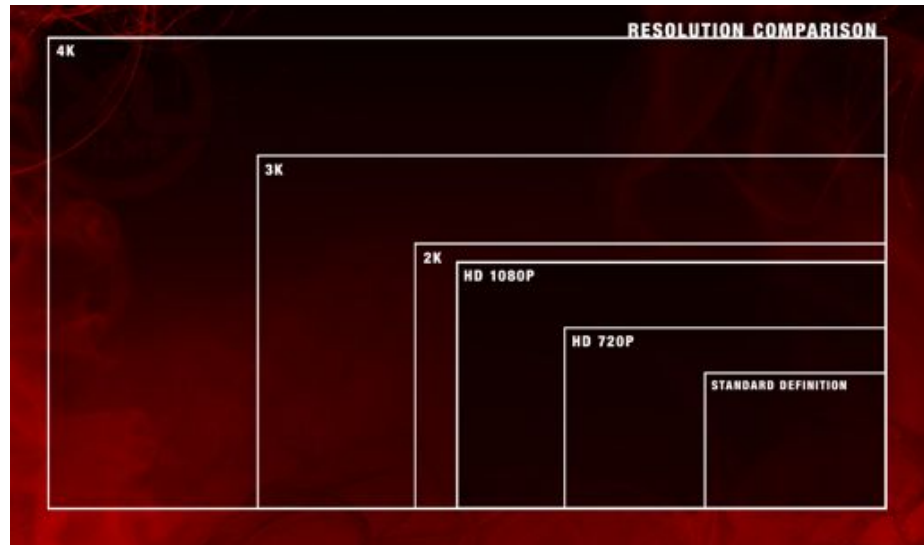 RESOLUTION COMPARISON
4K
3K
2K
HD 1080P
HD 720P
STANDARD DEFINITION